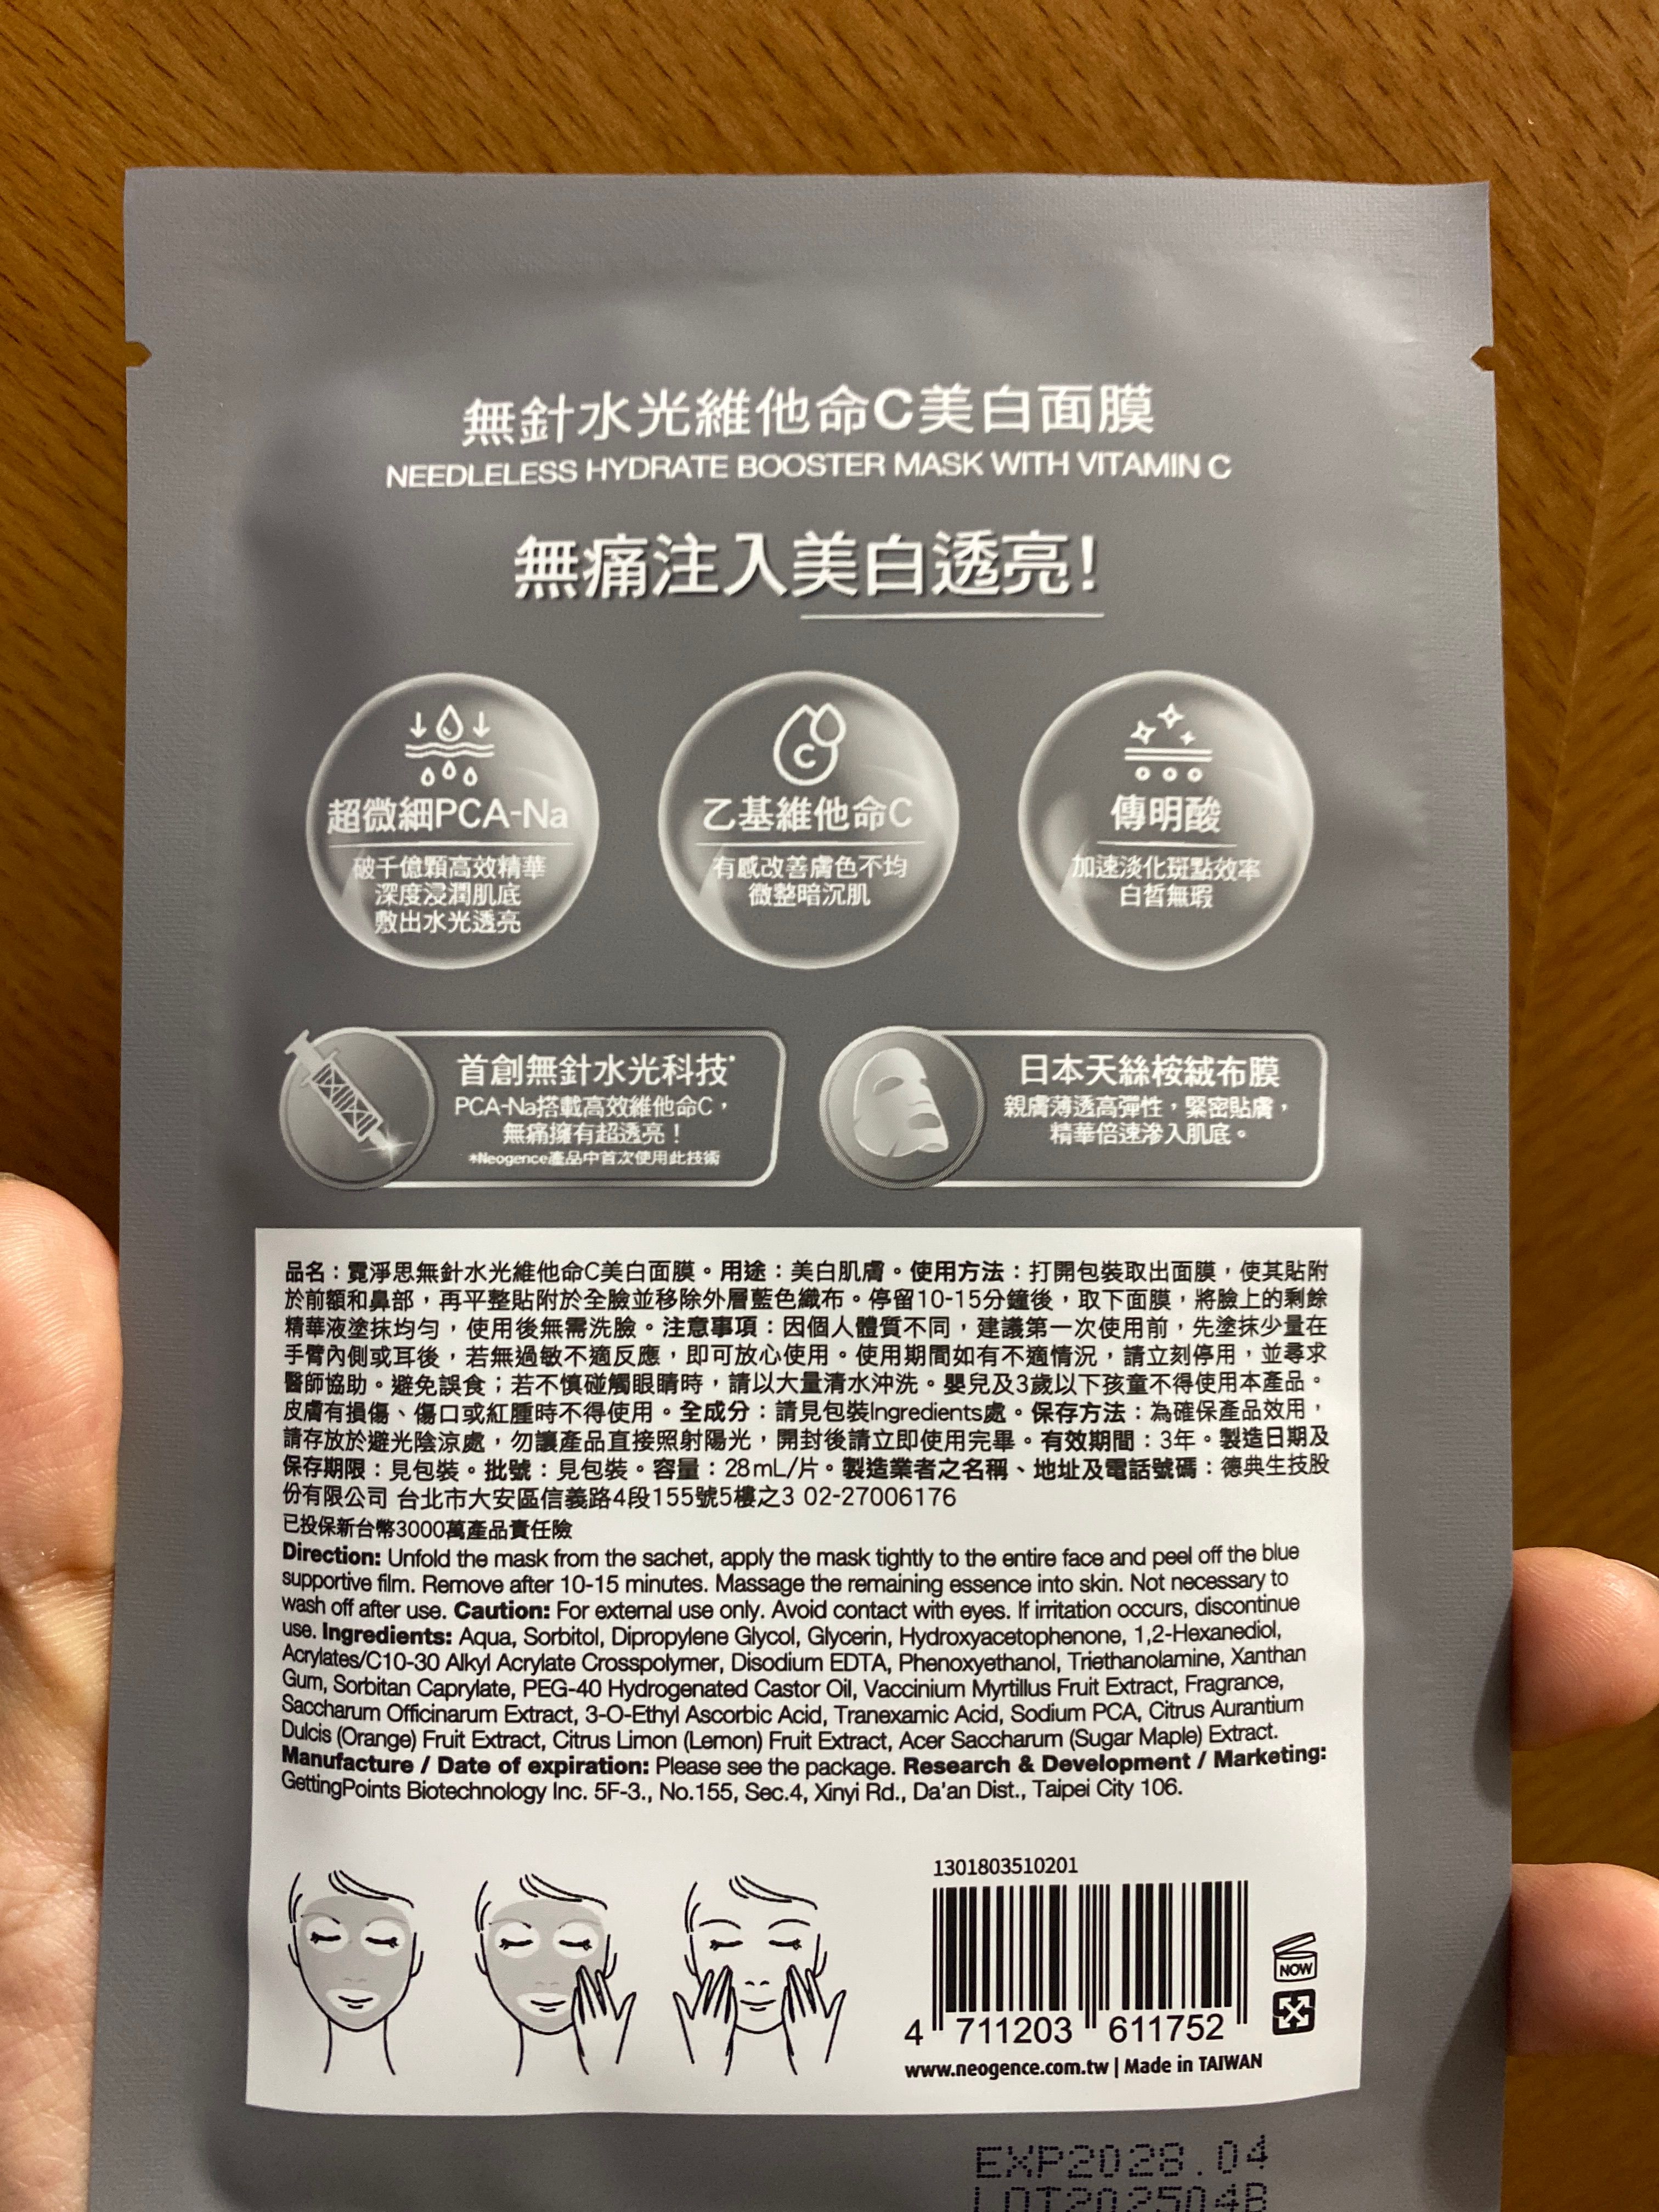 無針水光維他命C美白面膜
NEEDLELESS HYDRATE BOOSTER MASK WITH VITAMIN C
無痛注入美白透亮！
超微細PCA-Na
破千億顆高效精華
深度浸潤肌底
敷出水光透亮
乙基維他命C
有感改善膚色不均
微整暗沉肌
傳明酸
加速淡化斑點效率
白皙無瑕
首創無針水光科技*
PCA-Na搭載高效維他命C，
無痛擁有超透亮！
*Neogence產品中首次使用此技術
日本天絲桉絨布膜
親膚薄透高彈性，緊密貼膚，
精華倍速滲入肌底。
品名：霓淨思無針水光維他命C美白面膜。用途：美白肌膚。使用方法：打開包裝取出面膜，使其貼附
於前額和鼻部，再平整貼附於全臉並移除外層藍色織布。停留10-15分鐘後，取下面膜，將臉上的剩餘
精華液塗抹均勻，使用後無需洗臉。注意事項：因個人體質不同，建議第一次使用前，先塗抹少量在
手臂內側或耳後，若無過敏不適反應，即可放心使用。使用期間如有不適情況，請立刻停用，並尋求
醫師協助。避免誤食；若不慎碰觸眼睛時，請以大量清水沖洗。嬰兒及3歲以下孩童不得使用本產品。
皮膚有損傷、傷口或紅腫時不得使用。全成分：請見包裝Ingredients處。保存方法：為確保產品效用，
請存放於避光陰涼處，勿讓產品直接照射陽光，開封後請立即使用完畢。有效期間：3年。製造日期及
保存期限：見包裝。批號：見包裝。容量：28mL/片。製造業者之名稱、地址及電話號碼：德典生技股
份有限公司 台北市大安區信義路4段155號5樓之3 02-27006176
已投保新台幣3000萬產品責任險
Direction: Unfold the mask from the sachet, apply the mask tightly to the entire face and peel off the blue
supportive film. Remove after 10-15 minutes. Massage the remaining essence into skin. Not necessary to
wash off after use. Caution: For external use only. Avoid contact with eyes. If irritation occurs, discontinue
use. Ingredients: Aqua, Sorbitol, Dipropylene Glycol, Glycerin, Hydroxyacetophenone, 1,2-Hexanediol,
Acrylates/C10-30 Alkyl Acrylate Crosspolymer, Disodium EDTA, Phenoxyethanol, Triethanolamine, Xanthan
Gum, Sorbitan Caprylate, PEG-40 Hydrogenated Castor Oil, Vaccinium Myrtillus Fruit Extract, Fragrance,
Saccharum Officinarum Extract, 3-O-Ethyl Ascorbic Acid, Tranexamic Acid, Sodium PCA, Citrus Aurantium
Dulcis (Orange) Fruit Extract, Citrus Limon (Lemon) Fruit Extract, Acer Saccharum (Sugar Maple) Extract.
Manufacture / Date of expiration: Please see the package. Research & Development / Marketing:
GettingPoints Biotechnology Inc. 5F-3., No.155, Sec.4, Xinyi Rd., Da'an Dist., Taipei City 106.
1301803510201
NOW
4 711203 611752
www.neogence.com.tw | Made in TAIWAN
EXP2028.04
LOT202504B